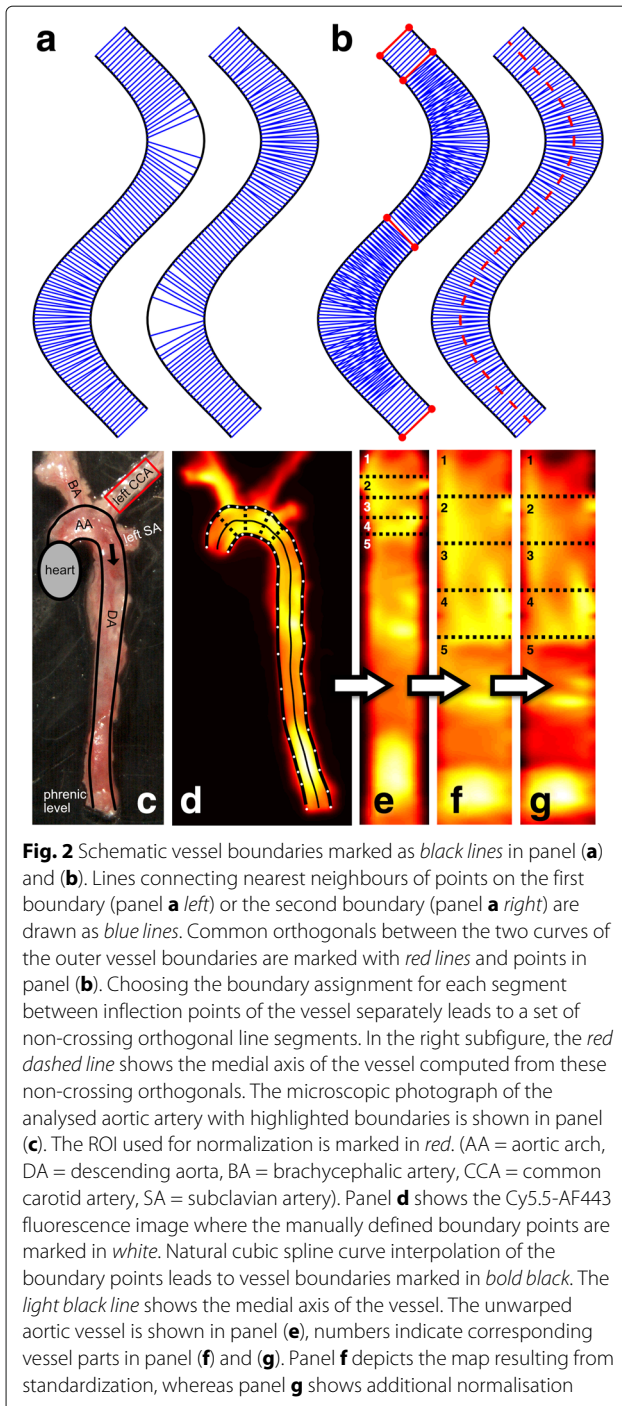 a
b
BA
left CCA
AA
left SA
heart
DA
phrenic
level
c
d
1
2
3
4
5
e
1
2
3
4
5
f
1
2
3
4
5
g
Fig. 2 Schematic vessel boundaries marked as black lines in panel (a)
and (b). Lines connecting nearest neighbours of points on the first
boundary (panel a left) or the second boundary (panel a right) are
drawn as blue lines. Common orthogonals between the two curves of
the outer vessel boundaries are marked with red lines and points in
panel (b). Choosing the boundary assignment for each segment
between inflection points of the vessel separately leads to a set of
non-crossing orthogonal line segments. In the right subfigure, the red
dashed line shows the medial axis of the vessel computed from these
non-crossing orthogonals. The microscopic photograph of the
analysed aortic artery with highlighted boundaries is shown in panel
(c). The ROI used for normalization is marked in red. (AA = aortic arch,
DA = descending aorta, BA = brachycephalic artery, CCA = common
carotid artery, SA = subclavian artery). Panel d shows the Cy5.5-AF443
fluorescence image where the manually defined boundary points are
marked in white. Natural cubic spline curve interpolation of the
boundary points leads to vessel boundaries marked in bold black. The
light black line shows the medial axis of the vessel. The unwarped
aortic vessel is shown in panel (e), numbers indicate corresponding
vessel parts in panel (f) and (g). Panel f depicts the map resulting from
standardization, whereas panel g shows additional normalisation